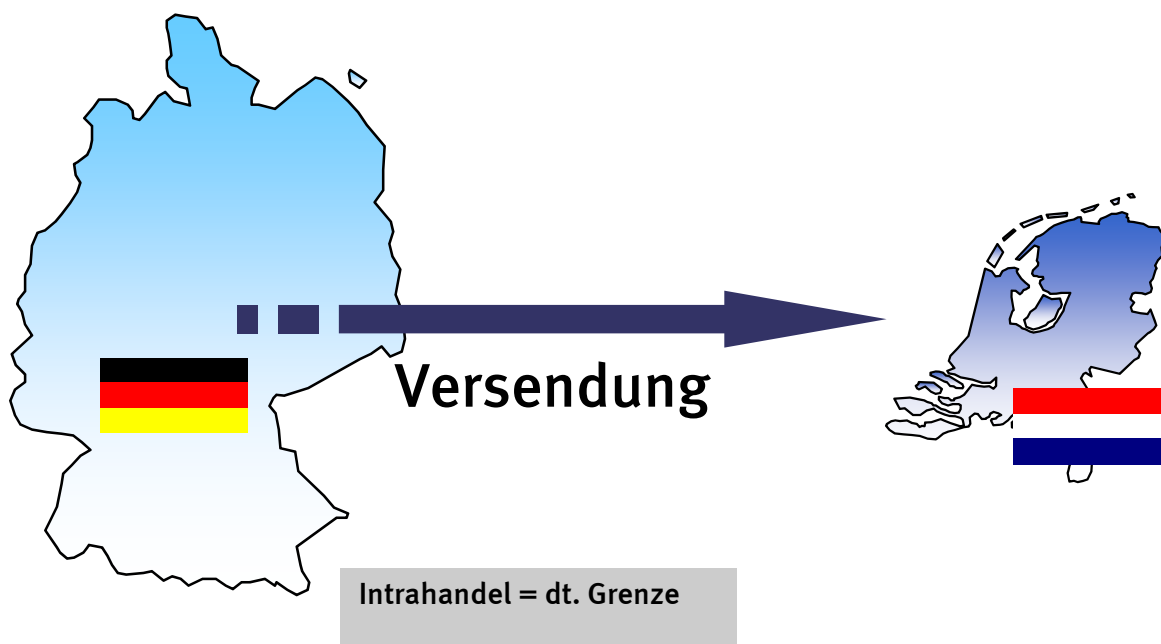 Versendung
Intrahandel = dt. Grenze